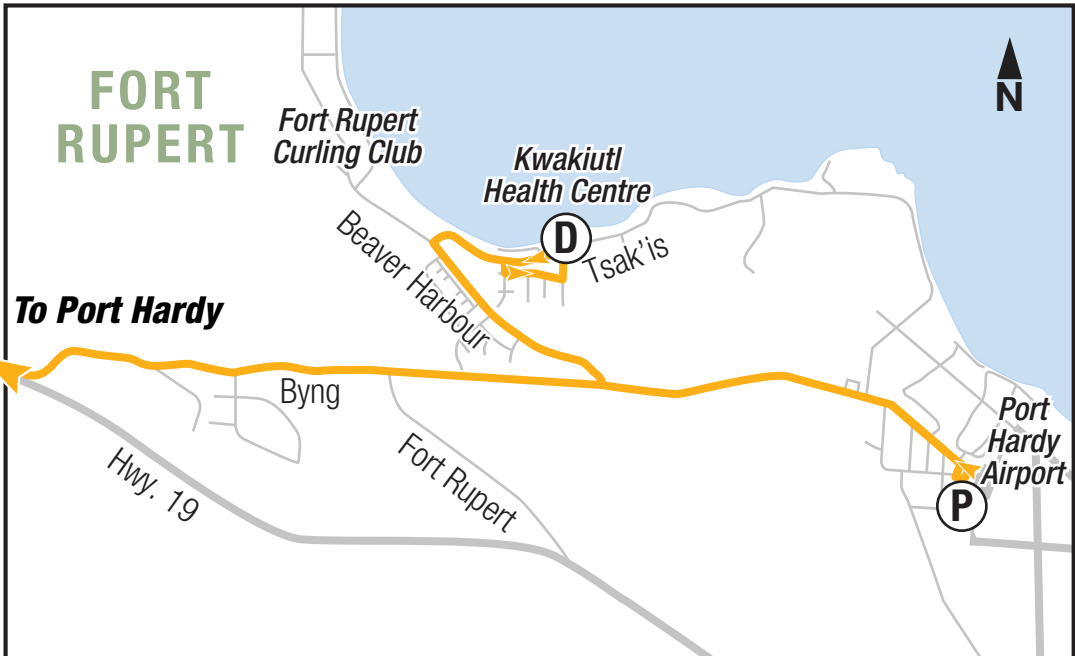 FORT
RUPERT
Fort Rupert
Curling Club
Kwakiutl
Health Centre
N
D
Tsak'is
Beaver Harbour
To Port Hardy
Byng
Fort Rupert
Hwy. 19
Port
Hardy
Airport
P